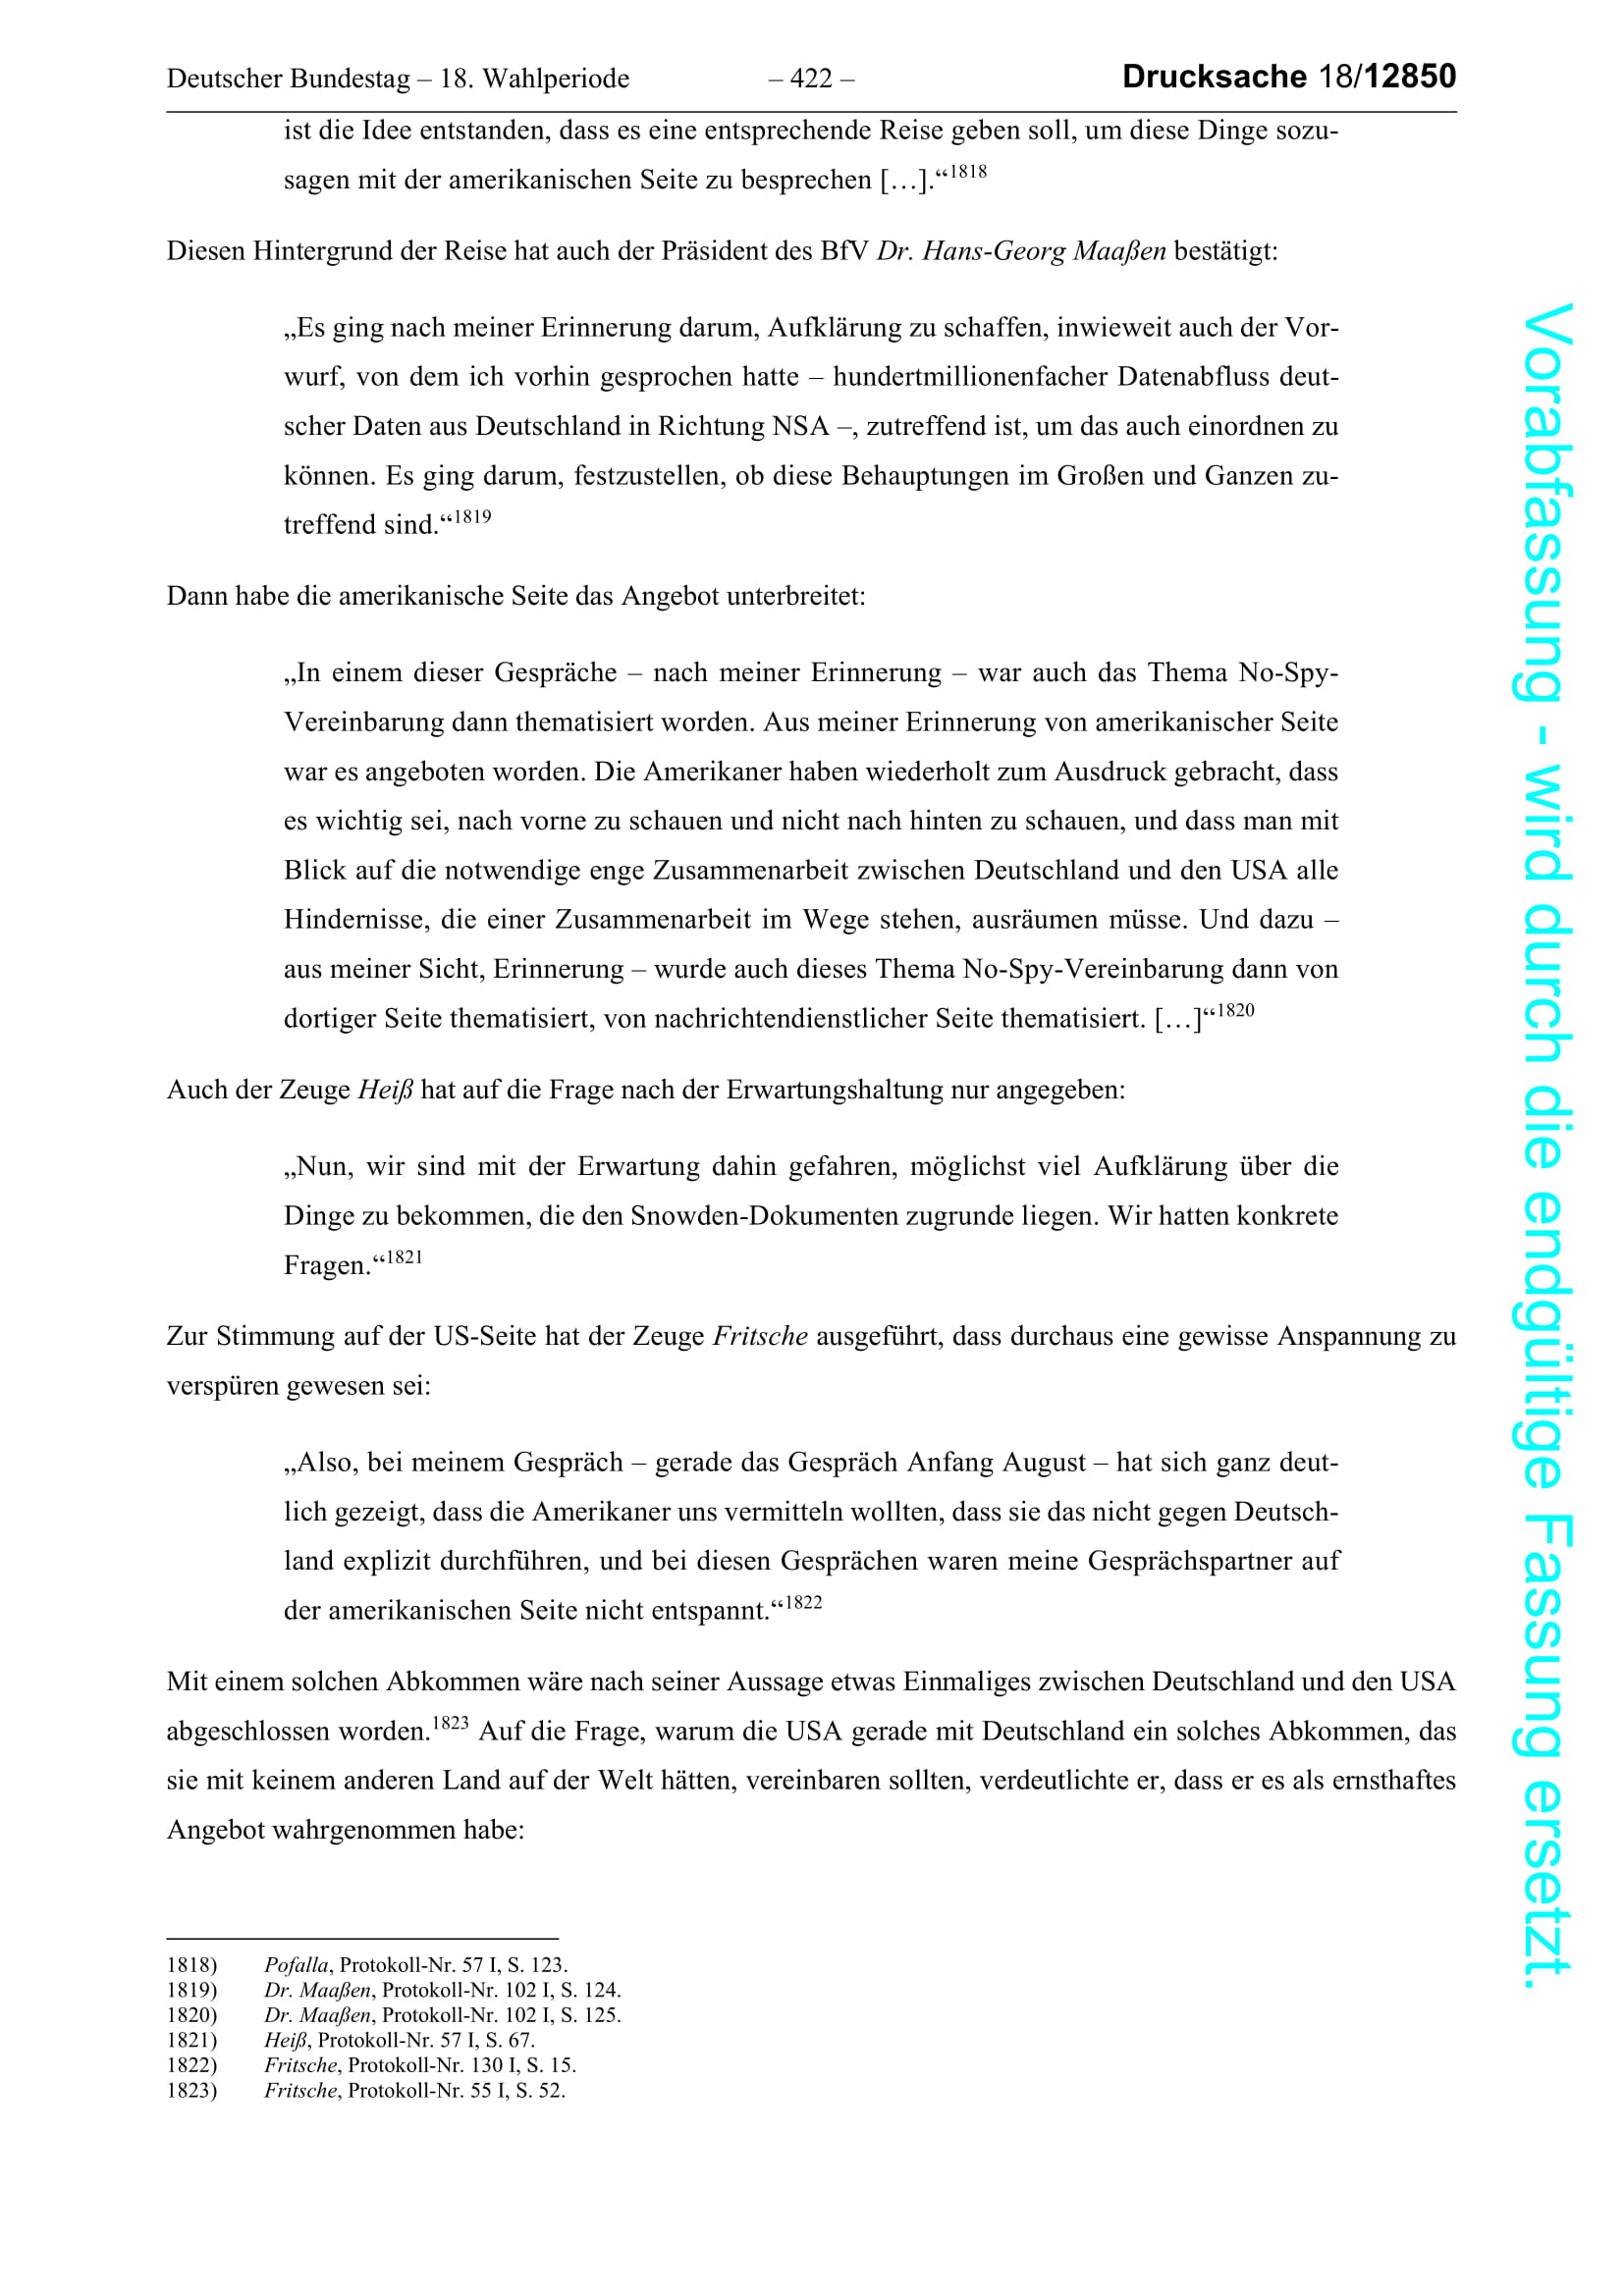 Deutscher Bundestag – 18. Wahlperiode – 422 – Drucksache 18/12850
ist die Idee entstanden, dass es eine entsprechende Reise geben soll, um diese Dinge sozu-
sagen mit der amerikanischen Seite zu besprechen […].“1818
Diesen Hintergrund der Reise hat auch der Präsident des BfV Dr. Hans-Georg Maaßen bestätigt:
„Es ging nach meiner Erinnerung darum, Aufklärung zu schaffen, inwieweit auch der Vor-
wurf, von dem ich vorhin gesprochen hatte – hundertmillionenfacher Datenabfluss deut-
scher Daten aus Deutschland in Richtung NSA –, zutreffend ist, um das auch einordnen zu
können. Es ging darum, festzustellen, ob diese Behauptungen im Großen und Ganzen zu-
treffend sind.“1819
Dann habe die amerikanische Seite das Angebot unterbreitet:
„In einem dieser Gespräche – nach meiner Erinnerung – war auch das Thema No-Spy-
Vereinbarung dann thematisiert worden. Aus meiner Erinnerung von amerikanischer Seite
war es angeboten worden. Die Amerikaner haben wiederholt zum Ausdruck gebracht, dass
es wichtig sei, nach vorne zu schauen und nicht nach hinten zu schauen, und dass man mit
Blick auf die notwendige enge Zusammenarbeit zwischen Deutschland und den USA alle
Hindernisse, die einer Zusammenarbeit im Wege stehen, ausräumen müsse. Und dazu –
aus meiner Sicht, Erinnerung – wurde auch dieses Thema No-Spy-Vereinbarung dann von
dortiger Seite thematisiert, von nachrichtendienstlicher Seite thematisiert. […]“1820
Auch der Zeuge Heiß hat auf die Frage nach der Erwartungshaltung nur angegeben:
„Nun, wir sind mit der Erwartung dahin gefahren, möglichst viel Aufklärung über die
Dinge zu bekommen, die den Snowden-Dokumenten zugrunde liegen. Wir hatten konkrete
Fragen.“1821
Zur Stimmung auf der US-Seite hat der Zeuge Fritsche ausgeführt, dass durchaus eine gewisse Anspannung zu
verspüren gewesen sei:
„Also, bei meinem Gespräch – gerade das Gespräch Anfang August – hat sich ganz deut-
lich gezeigt, dass die Amerikaner uns vermitteln wollten, dass sie das nicht gegen Deutsch-
land explizit durchführen, und bei diesen Gesprächen waren meine Gesprächspartner auf
der amerikanischen Seite nicht entspannt.“1822
Mit einem solchen Abkommen wäre nach seiner Aussage etwas Einmaliges zwischen Deutschland und den USA
abgeschlossen worden.1823 Auf die Frage, warum die USA gerade mit Deutschland ein solches Abkommen, das
sie mit keinem anderen Land auf der Welt hätten, vereinbaren sollten, verdeutlichte er, dass er es als ernsthaftes
Angebot wahrgenommen habe:
1818) Pofalla, Protokoll-Nr. 57 I, S. 123.
1819) Dr. Maaßen, Protokoll-Nr. 102 I, S. 124.
1820) Dr. Maaßen, Protokoll-Nr. 102 I, S. 125.
1821) Heiß, Protokoll-Nr. 57 I, S. 67.
1822) Fritsche, Protokoll-Nr. 130 I, S. 15.
1823) Fritsche, Protokoll-Nr. 55 I, S. 52.
Vorabfassung - wird durch die endgültige Fassung ersetzt.